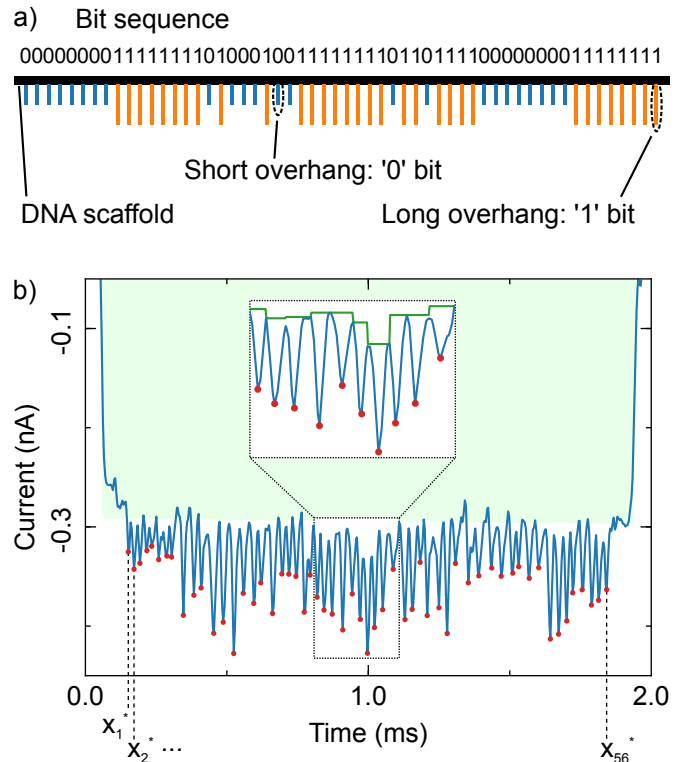 a) Bit sequence
00000000111111110100010011111111011011110000000011111111
Short overhang: '0' bit
DNA scaffold
Long overhang: '1' bit
b)
-0.1
-0.3
Current (nA)
0.0
1.0
2.0
Time (ms)
x₁*
x₂* ...
x₅₆*